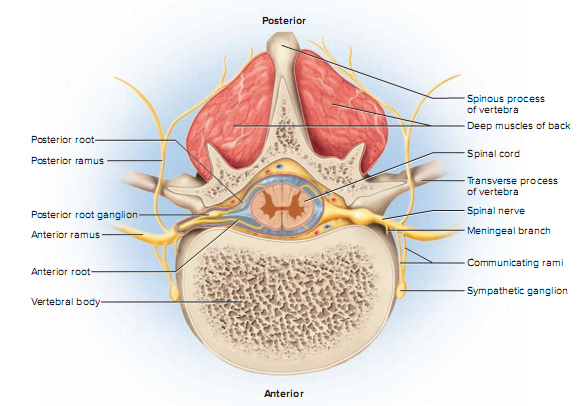 Posterior
Spinous process
of vertebra
Deep muscles of back
Posterior root
Spinal cord
Posterior ramus
Transverse process
of vertebra
Posterior root ganglion
Spinal nerve
Anterior ramus
Meningeal branch
Communicating rami
Anterior root
Sympathetic ganglion
Vertebral body
Anterior